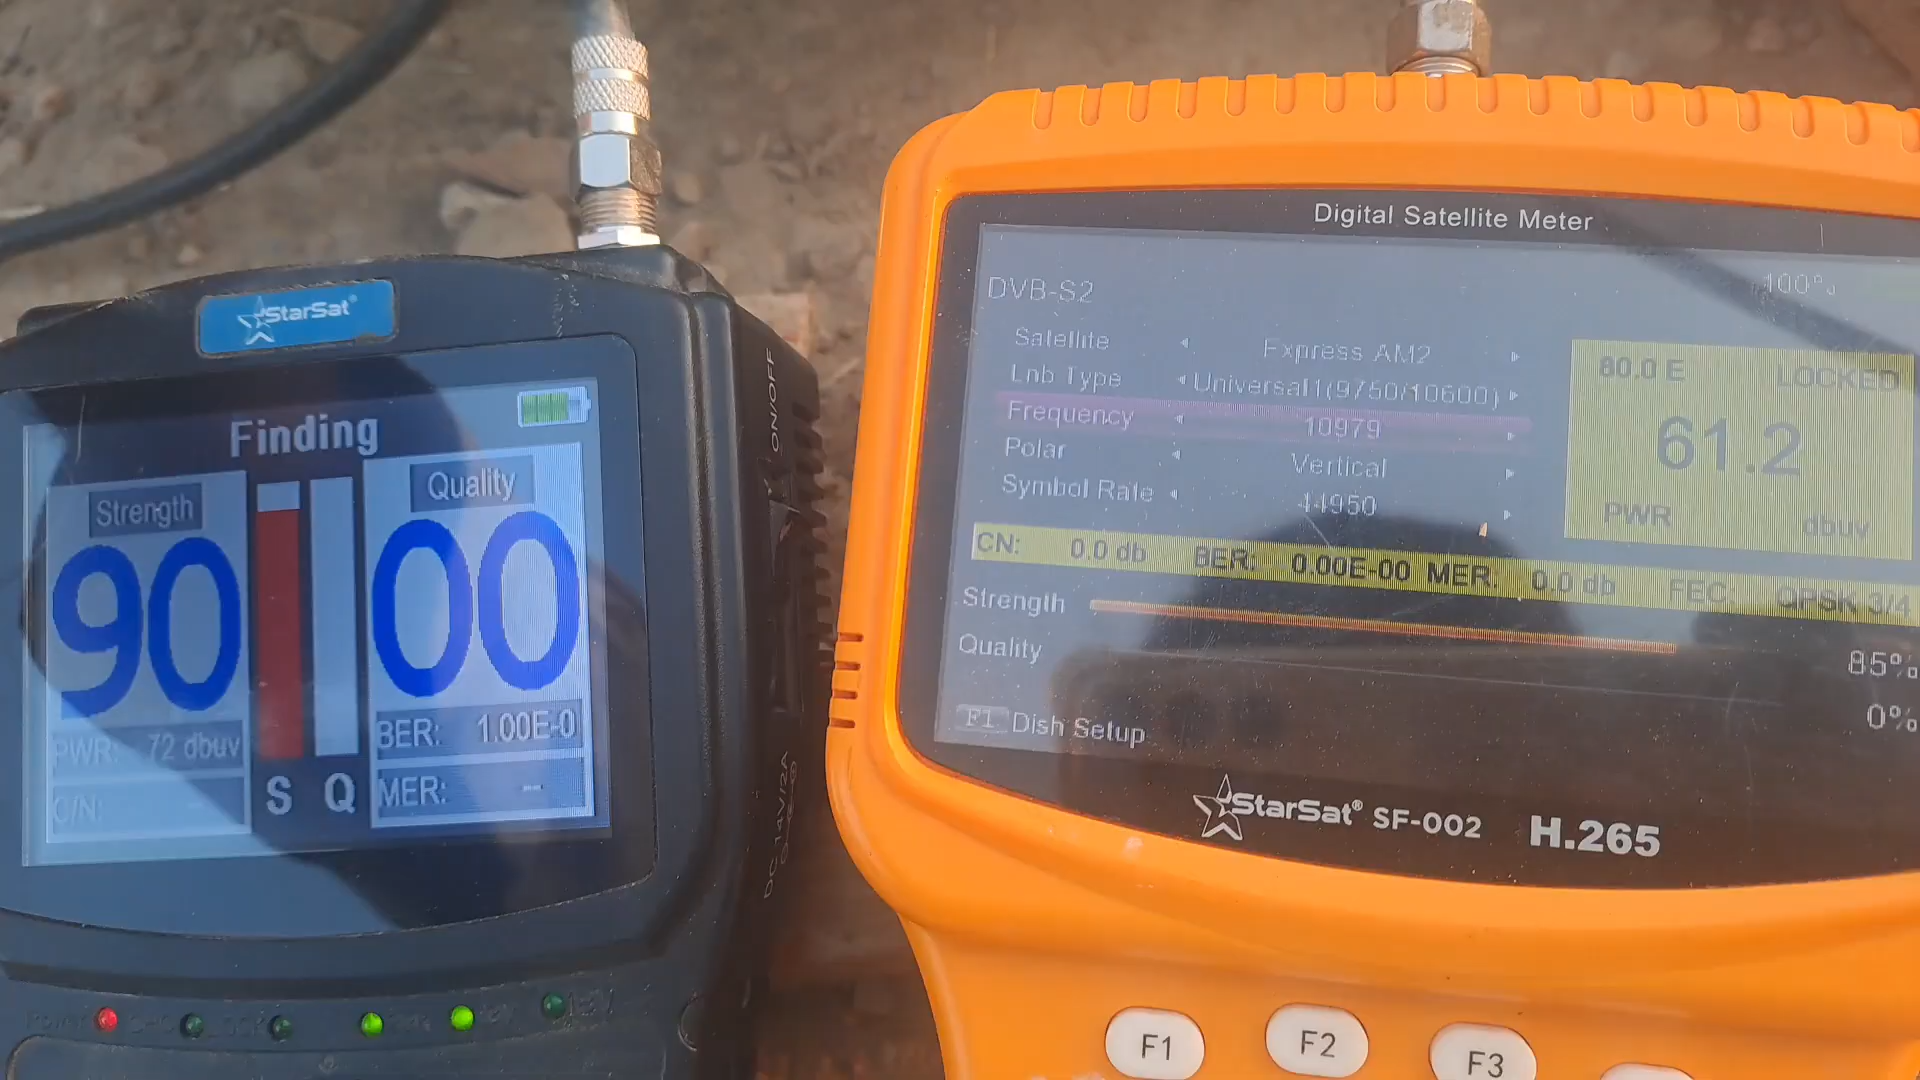 StarSat®
Finding
Strength
90
Quality
00
PWR: 72 dbuv
C/N:
S Q
BER: 1.00E-0
MER: --
ON/OFF
DC 14V/2A
Digital Satellite Meter
DVB-S2
100%
Satellite Express AM2
Lnb Type Universal1(9750/10600)
Frequency 10979
Polar Vertical
Symbol Rate 44950
80.0 E LOCKED
61.2
PWR dbuv
CN: 0.0 db BER: 0.00E-00 MER: 0.0 db FEC: QPSK 3/4
Strength 85%
Quality 0%
F1 Dish Setup
StarSat® SF-002 H.265
F1 F2 F3